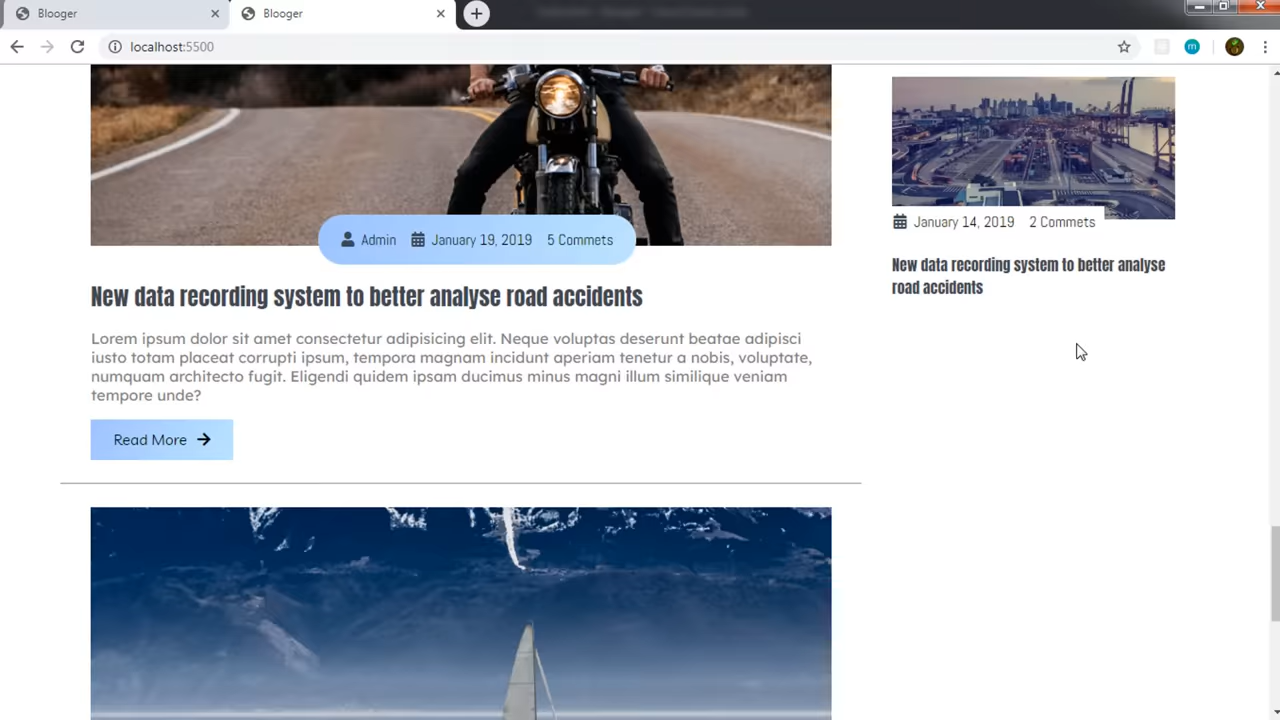 Blooger
Blooger
localhost:5500
Admin January 19, 2019 5 Commets
New data recording system to better analyse road accidents
Lorem ipsum dolor sit amet consectetur adipisicing elit. Neque voluptas deserunt beatae adipisci
iusto totam placeat corrupti ipsum, tempora magnam incidunt aperiam tenetur a nobis, voluptate,
numquam architecto fugit. Eligendi quidem ipsam ducimus minus magni illum similique veniam
tempore unde?
Read More
January 14, 2019 2 Commets
New data recording system to better analyse
road accidents
m